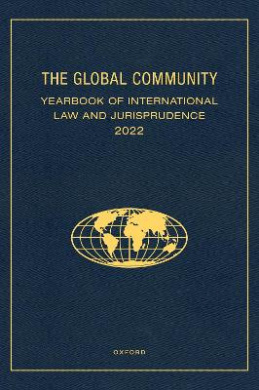 THE GLOBAL COMMUNITY
YEARBOOK OF INTERNATIONAL
LAW AND JURISPRUDENCE
2022
OXFORD